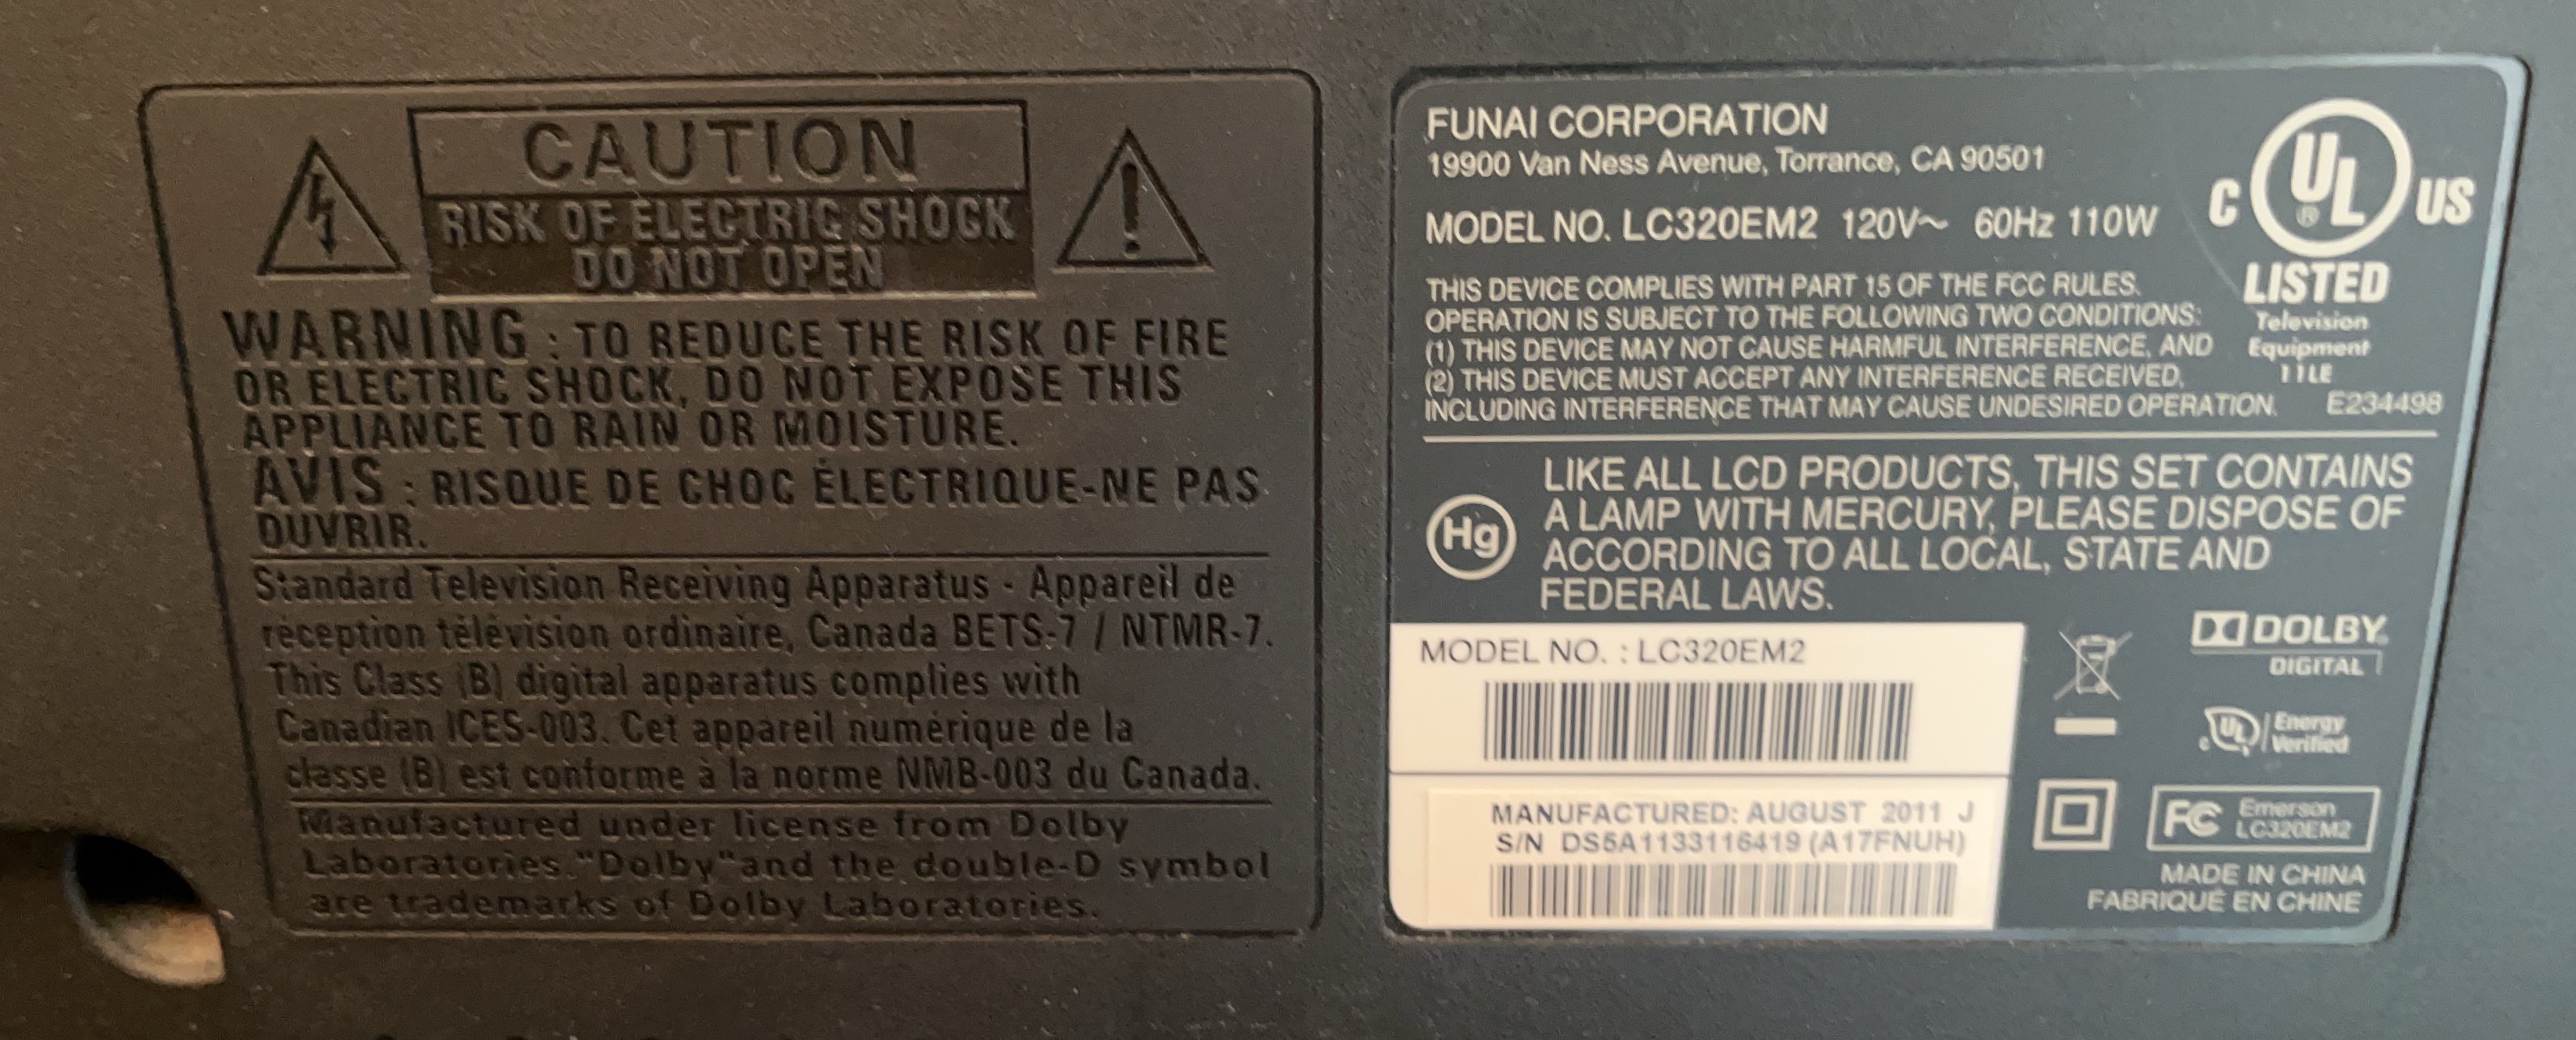 CAUTION
RISK OF ELECTRIC SHOCK
DO NOT OPEN
WARNING : TO REDUCE THE RISK OF FIRE
OR ELECTRIC SHOCK, DO NOT EXPOSE THIS
APPLIANCE TO RAIN OR MOISTURE.
AVIS : RISQUE DE CHOC ÉLECTRIQUE-NE PAS
OUVRIR.
Standard Television Receiving Apparatus - Appareil de
réception télévision ordinaire, Canada BETS-7 / NTMR-7.
This Class (B) digital apparatus complies with
Canadian ICES-003. Cet appareil numérique de la
classe (B) est conforme à la norme NMB-003 du Canada.
Manufactured under license from Dolby
Laboratories. "Dolby" and the double-D symbol
are trademarks of Dolby Laboratories.
FUNAI CORPORATION
19900 Van Ness Avenue, Torrance, CA 90501
MODEL NO. LC320EM2 120V~ 60Hz 110W
THIS DEVICE COMPLIES WITH PART 15 OF THE FCC RULES.
OPERATION IS SUBJECT TO THE FOLLOWING TWO CONDITIONS:
(1) THIS DEVICE MAY NOT CAUSE HARMFUL INTERFERENCE, AND
(2) THIS DEVICE MUST ACCEPT ANY INTERFERENCE RECEIVED,
INCLUDING INTERFERENCE THAT MAY CAUSE UNDESIRED OPERATION.
C UL ® US
LISTED
Television
Equipment
11LE
E234498
Hg
LIKE ALL LCD PRODUCTS, THIS SET CONTAINS
A LAMP WITH MERCURY, PLEASE DISPOSE OF
ACCORDING TO ALL LOCAL, STATE AND
FEDERAL LAWS.
MODEL NO. : LC320EM2
MANUFACTURED: AUGUST 2011 J
S/N DS5A1133116419 (A17FNUH)
DOLBY®
DIGITAL
c UL Energy
Verified
FC Emerson
LC320EM2
MADE IN CHINA
FABRIQUÉ EN CHINE